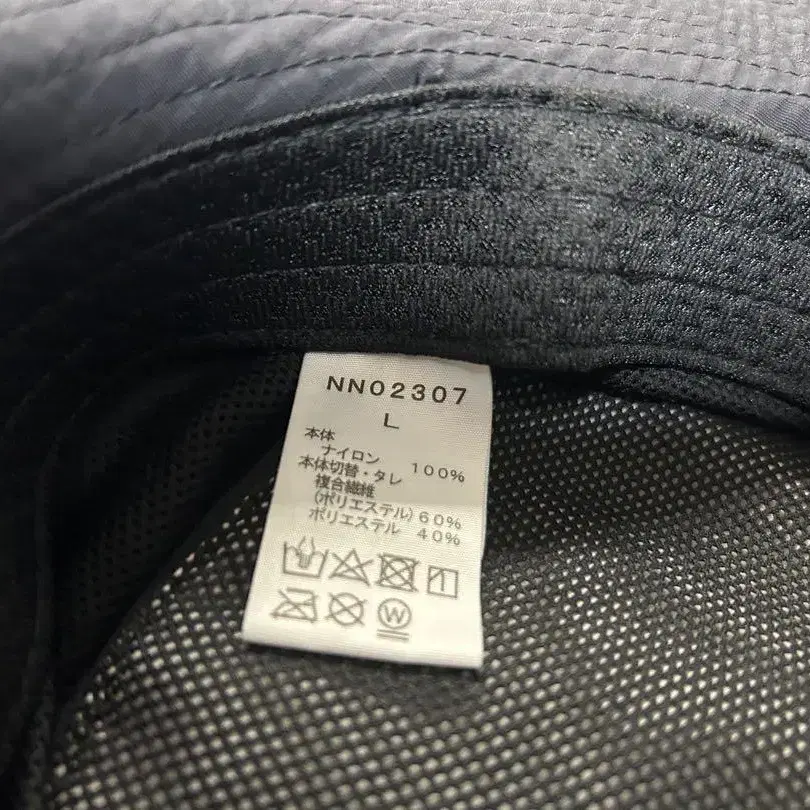 NN02307
L
本体
ナイロン 100%
本体切替・タレ
複合繊維
(ポリエステル) 60%
ポリエステル 40%
W